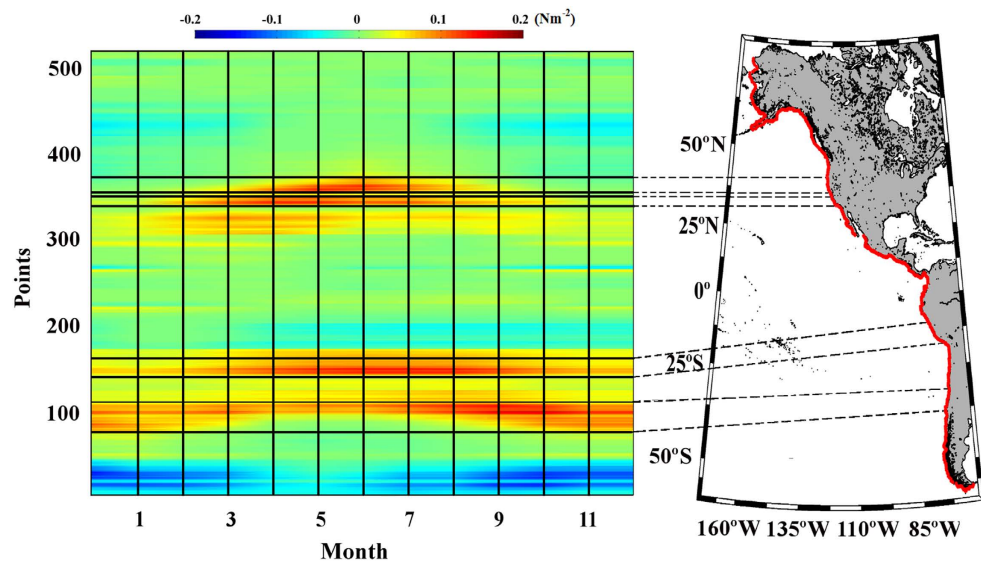 -0.2 -0.1 0 0.1 0.2 (Nm⁻²)
500
400
300
200
100
Points
1 3 5 7 9 11
Month
50ºN
25ºN
0º
25ºS
50ºS
160ºW 135ºW 110ºW 85ºW